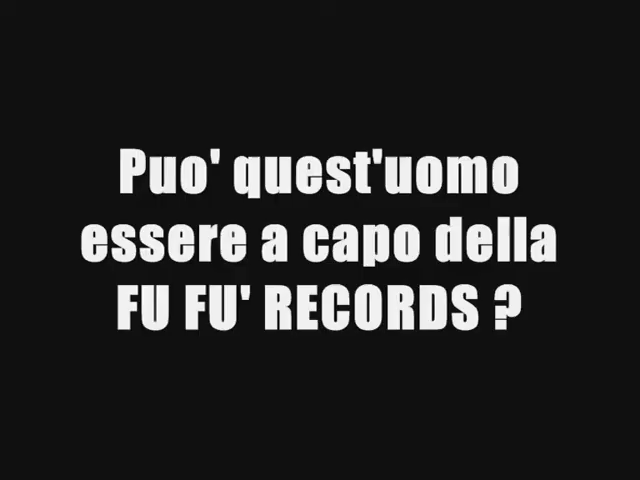 Puo' quest'uomo
essere a capo della
FU FU' RECORDS ?